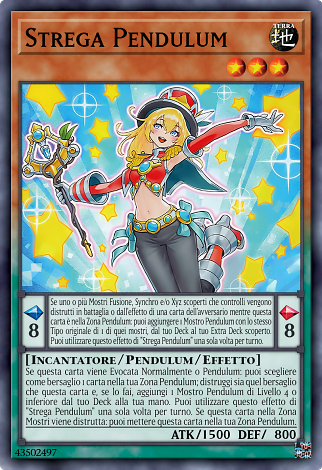 STREGA PENDULUM
TERRA
地
Se uno o più Mostri Fusione, Synchro e/o Xyz scoperti che controlli vengono
distrutti in battaglia o dall'effetto di una carta dell'avversario mentre questa
carta è nella Zona Pendulum: puoi aggiungere 1 Mostro Pendulum con lo stesso
Tipo originale di 1 di quei mostri, dal tuo Deck al tuo Extra Deck scoperto.
Puoi utilizzare questo effetto di "Strega Pendulum" una sola volta per turno.
8
8
[INCANTATORE/PENDULUM/EFFETTO]
Se questa carta viene Evocata Normalmente o Pendulum: puoi
scegliere come bersaglio 1 carta nella tua Zona Pendulum; distruggi sia quel bersaglio
che questa carta e, se lo fai, aggiungi 1 Mostro Pendulum di Livello 4 o
inferiore dal tuo Deck alla tua mano. Puoi utilizzare questo effetto di
"Strega Pendulum" una sola volta per turno. Se questa carta nella Zona
Mostri viene distrutta: puoi mettere questa carta nella tua Zona Pendulum.
ATK/1500 DEF/ 800
43502497